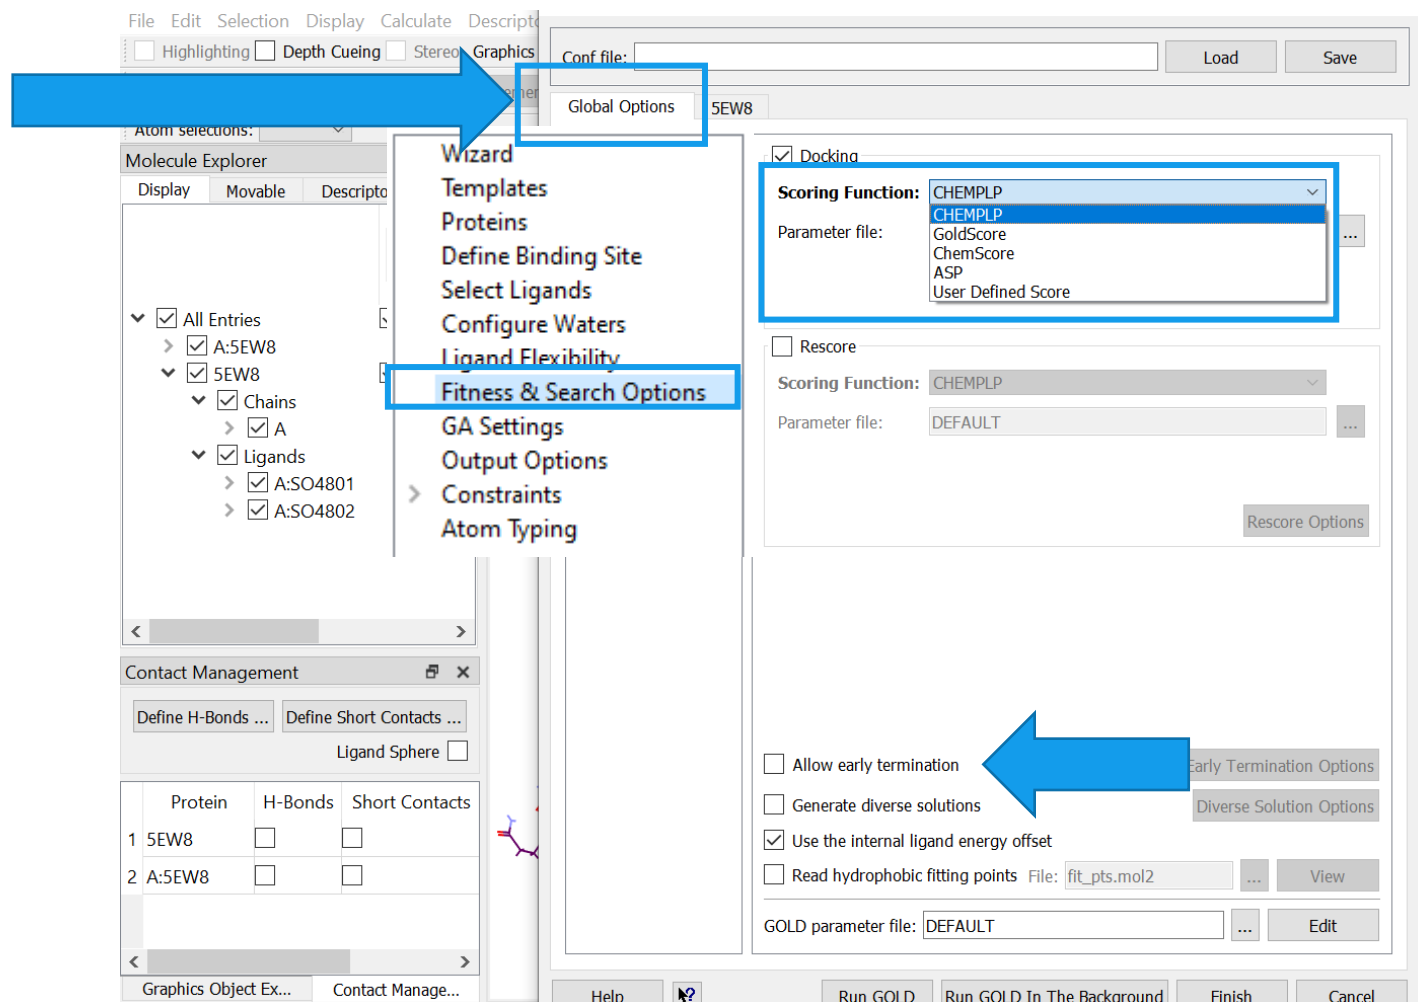 File Edit Selection Display Calculate
Highlighting Depth Cueing Stereo Graphics
Conf file: Load Save
Global Options 5EW8
Atom selections:
Molecule Explorer
Display Movable
All Entries
A:5EW8
5EW8
Chains
A
Ligands
A:SO4801
A:SO4802
Wizard
Templates
Proteins
Define Binding Site
Select Ligands
Configure Waters
Ligand Flexibility
Fitness & Search Options
GA Settings
Output Options
Constraints
Atom Typing
Docking
Scoring Function: CHEMPLP
CHEMPLP
Parameter file: ...
GoldScore
ChemScore
ASP
User Defined Score
Rescore
Scoring Function: CHEMPLP
Parameter file: DEFAULT ...
Rescore Options
Contact Management
Define H-Bonds ... Define Short Contacts ...
Ligand Sphere
Protein H-Bonds Short Contacts
1 5EW8
2 A:5EW8
Graphics Object Ex... Contact Manage...
Allow early termination Early Termination Options
Generate diverse solutions Diverse Solution Options
Use the internal ligand energy offset
Read hydrophobic fitting points File: fit_pts.mol2 ... View
GOLD parameter file: DEFAULT ... Edit
Help Run GOLD Run GOLD In The Background Finish Cancel